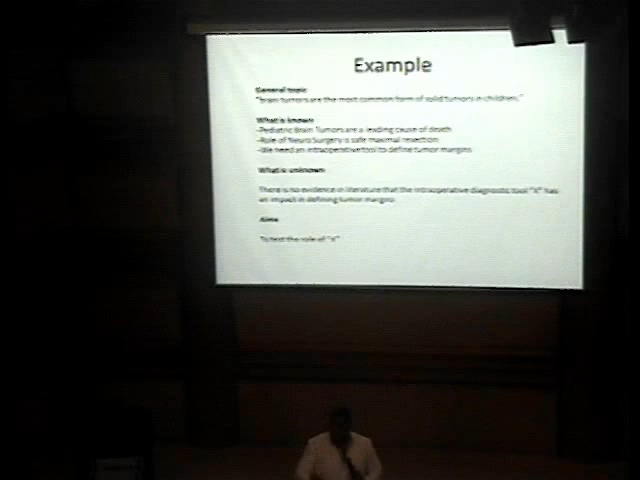 Example
General topic
"brain tumors are the most common form of solid tumors in children."
What is known
-Pediatric Brain Tumors are a leading cause of death
-Role of Neuro Surgery is safe maximal resection
-We need an intraoperative tool to define tumor margins
What is unknown
There is no evidence in literature that the intraoperative diagnostic tool "X" has
an impact in defining tumor margins
Aims
To test the role of "X"